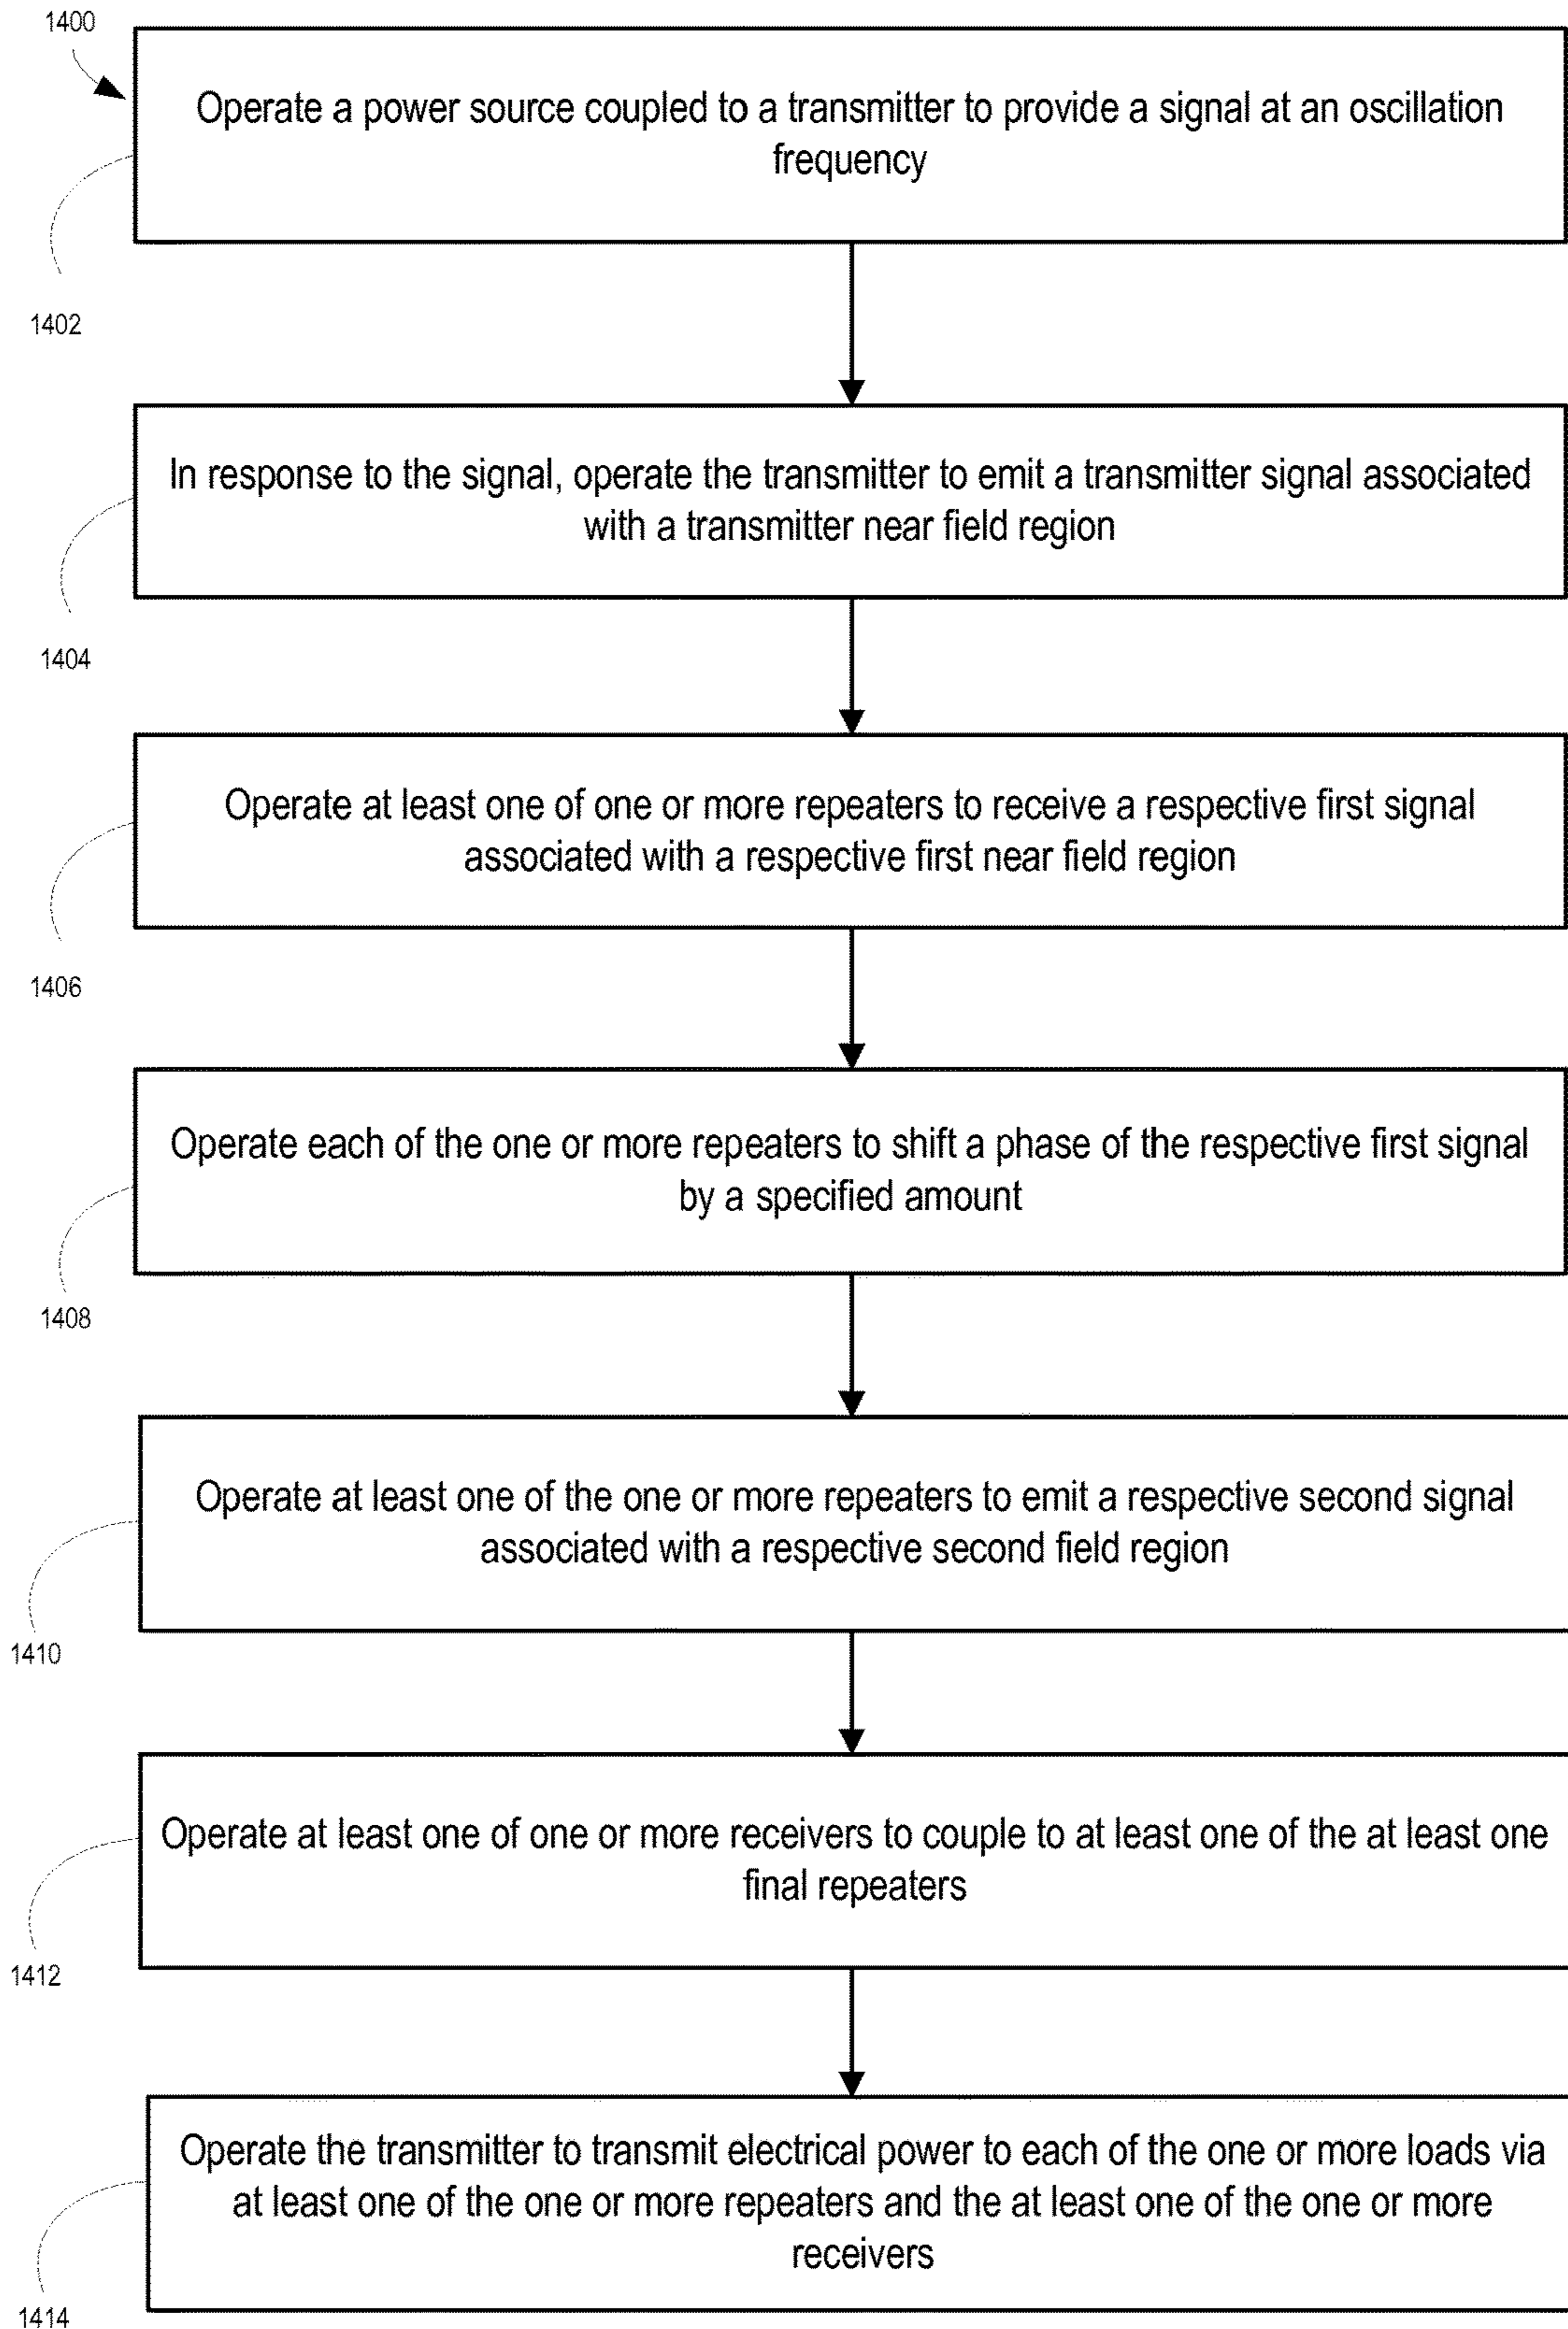 1400
Operate a power source coupled to a transmitter to provide a signal at an oscillation
frequency
1402
In response to the signal, operate the transmitter to emit a transmitter signal associated
with a transmitter near field region
1404
Operate at least one of one or more repeaters to receive a respective first signal
associated with a respective first near field region
1406
Operate each of the one or more repeaters to shift a phase of the respective first signal
by a specified amount
1408
Operate at least one of the one or more repeaters to emit a respective second signal
associated with a respective second field region
1410
Operate at least one of one or more receivers to couple to at least one of the at least one
final repeaters
1412
Operate the transmitter to transmit electrical power to each of the one or more loads via
at least one of the one or more repeaters and the at least one of the one or more
receivers
1414